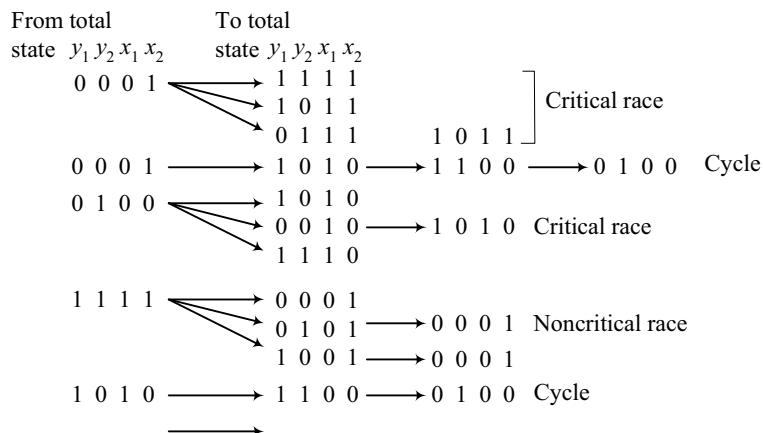 From total To total
state y1 y2 x1 x2 state y1 y2 x1 x2
0 0 0 1 1 1 1 1
1 0 1 1 Critical race
0 1 1 1 1 0 1 1
0 0 0 1 1 0 1 0 1 1 0 0 0 1 0 0 Cycle
0 1 0 0 1 0 1 0
0 0 1 0 1 0 1 0 Critical race
1 1 1 0
1 1 1 1 0 0 0 1
0 1 0 1 0 0 0 1 Noncritical race
1 0 0 1 0 0 0 1
1 0 1 0 1 1 0 0 0 1 0 0 Cycle